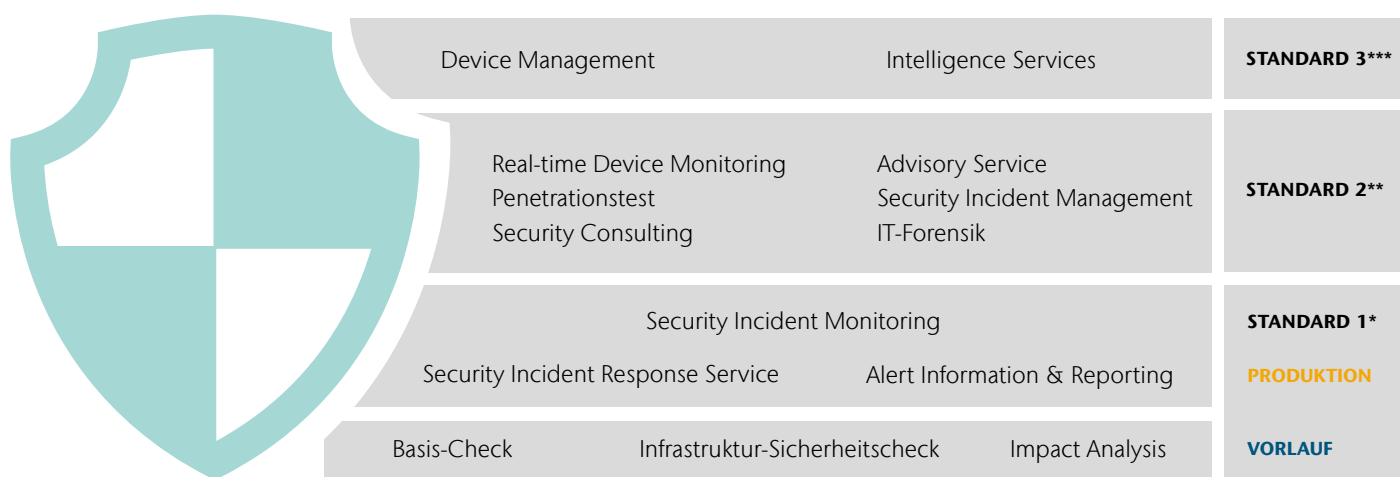 Device Management Intelligence Services STANDARD 3***
Real-time Device Monitoring Advisory Service
Penetrationstest Security Incident Management STANDARD 2**
Security Consulting IT-Forensik
Security Incident Monitoring STANDARD 1*
Security Incident Response Service Alert Information & Reporting PRODUKTION
Basis-Check Infrastruktur-Sicherheitscheck Impact Analysis VORLAUF